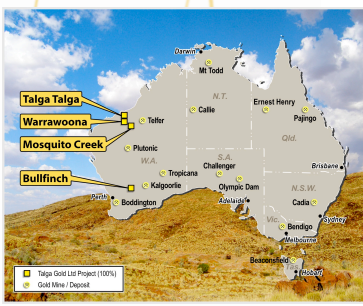 Darwin
Mt Todd
N.T.
Talga Talga
Warrawoona
Telfer
Callie
Ernest Henry
Pajingo
Mosquito Creek
Qld.
Plutonic
W.A.
S.A.
Brisbane
Bullfinch
Tropicana
Challenger
Kalgoorlie
Olympic Dam
N.S.W.
Perth
Boddington
Adelaide
Cadia
Sydney
Vic.
Bendigo
Melbourne
Beaconsfield
Tas.
Hobart
Talga Gold Ltd Project (100%)
Gold Mine / Deposit